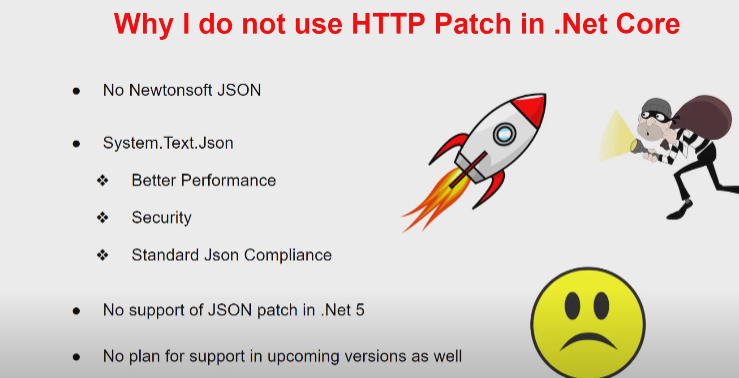 Why I do not use HTTP Patch in .Net Core
No Newtonsoft JSON
System.Text.Json
Better Performance
Security
Standard Json Compliance
No support of JSON patch in .Net 5
No plan for support in upcoming versions as well